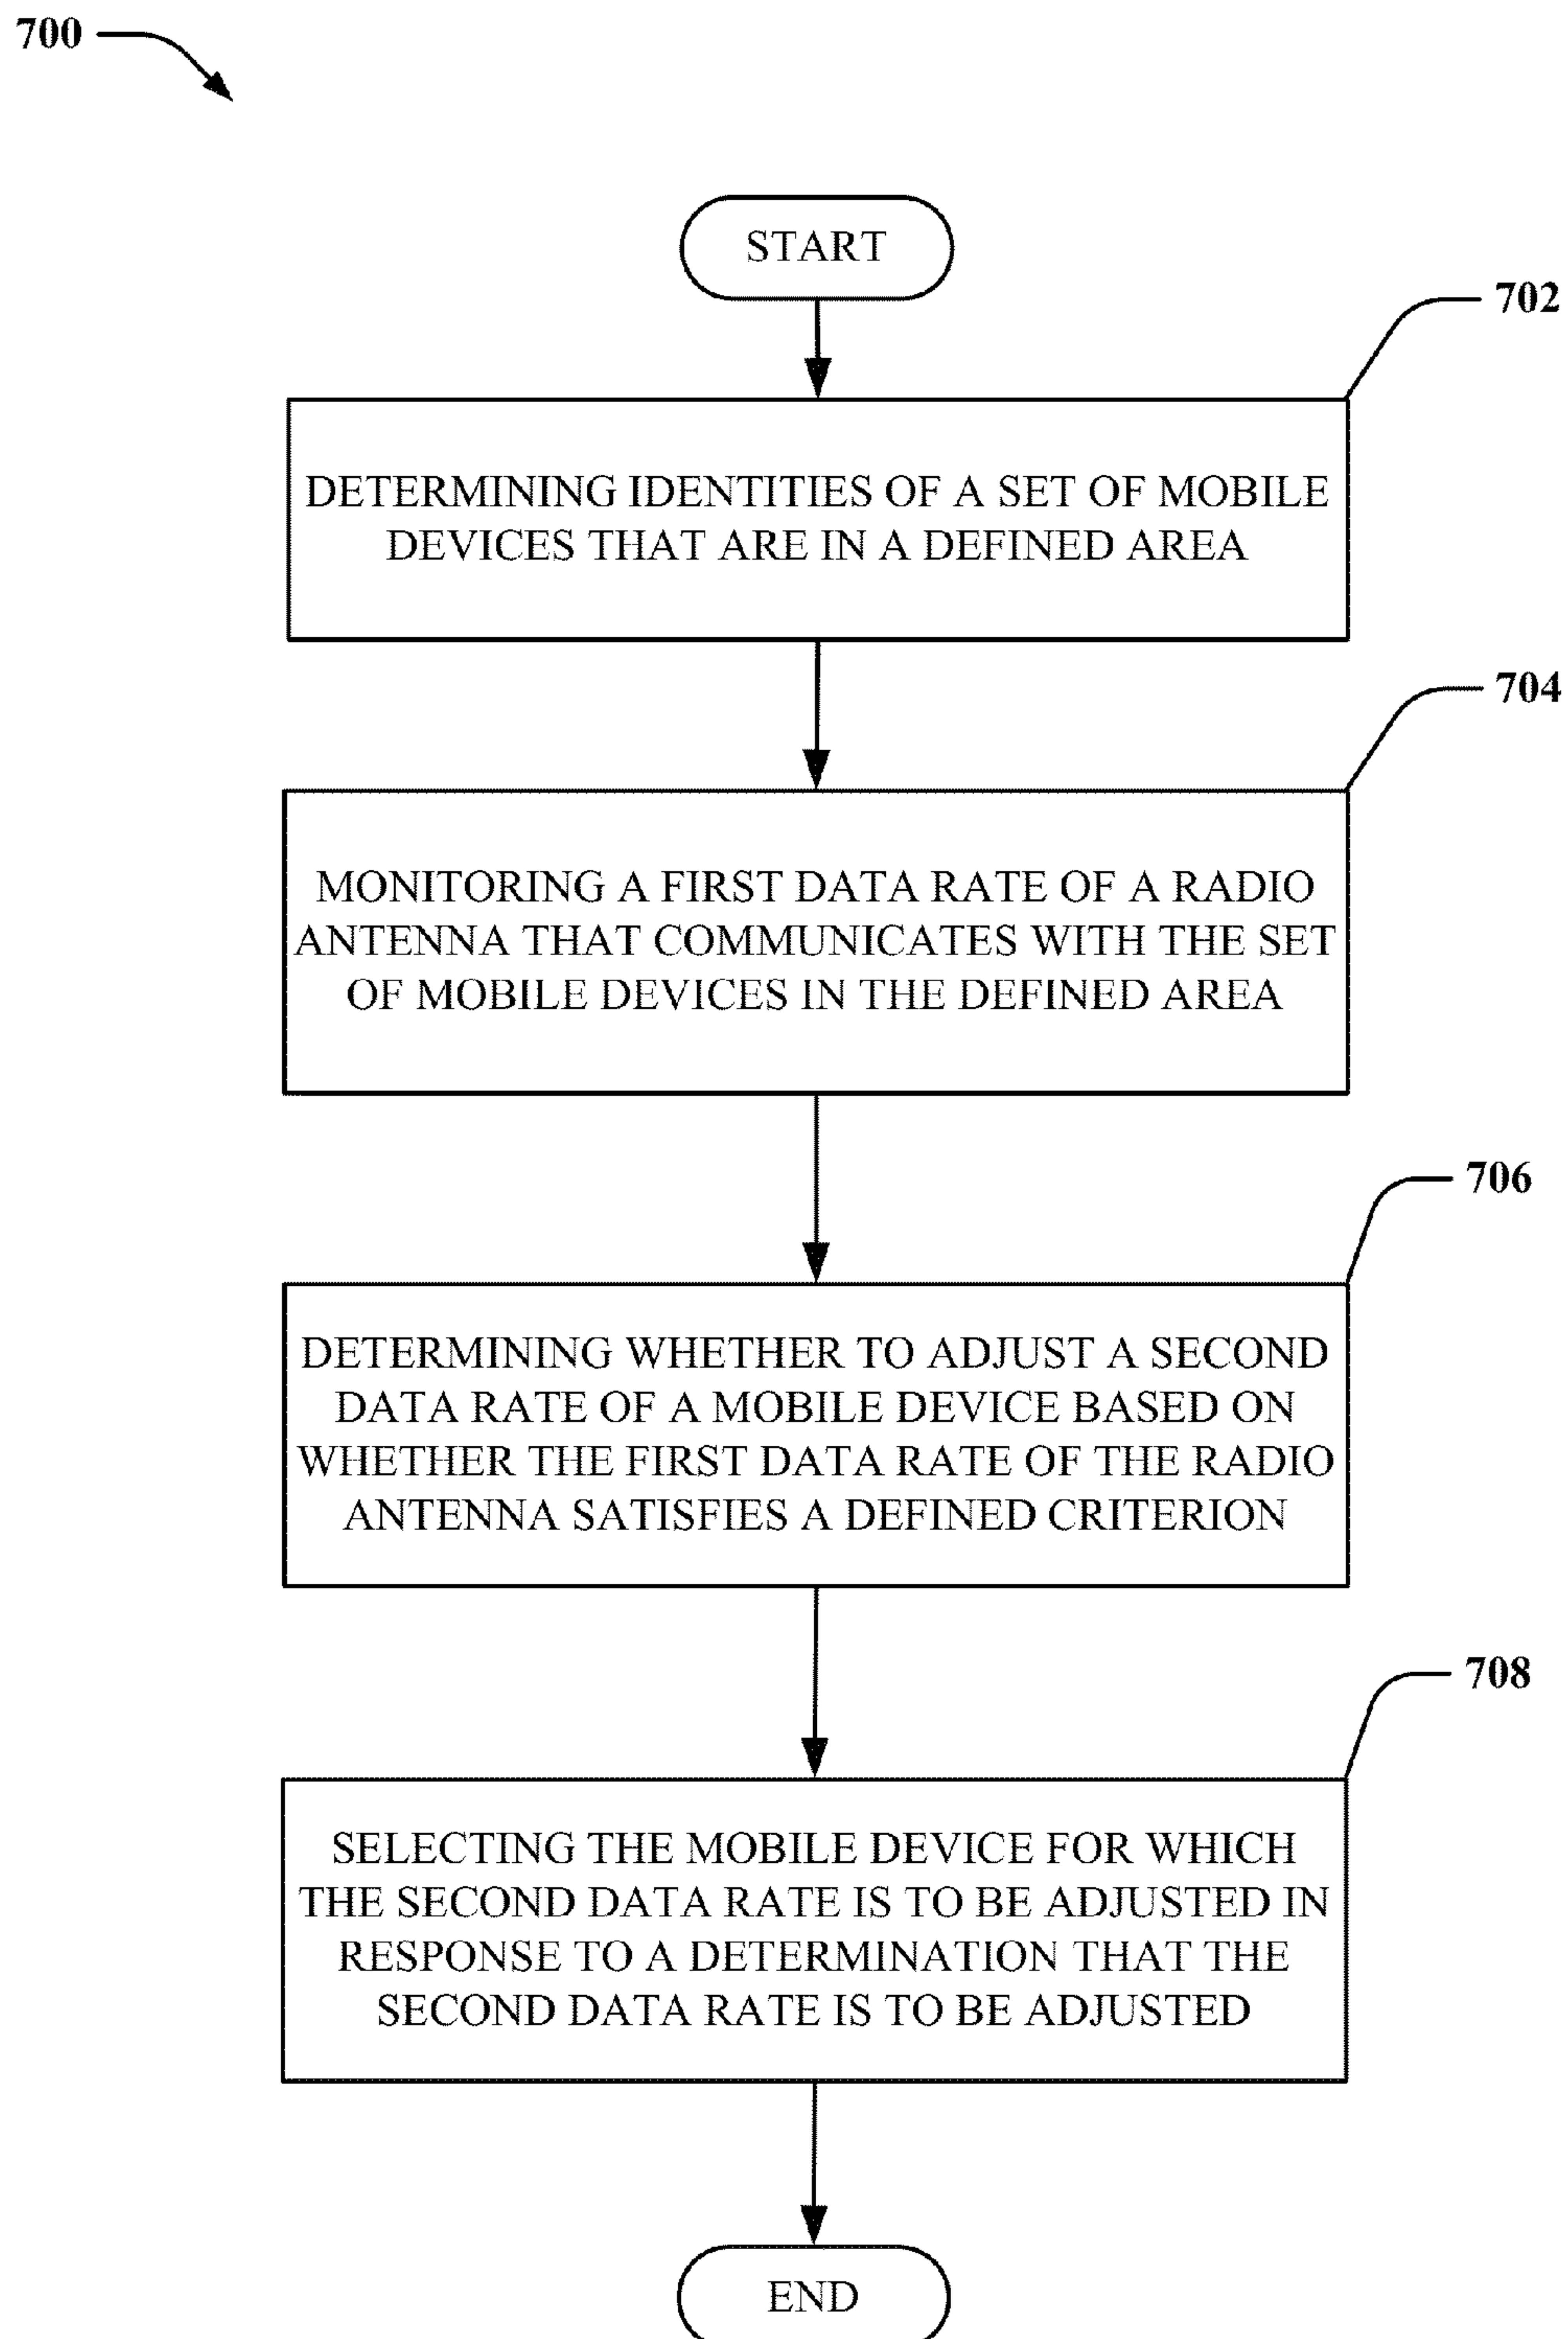 700
START
702
DETERMINING IDENTITIES OF A SET OF MOBILE
DEVICES THAT ARE IN A DEFINED AREA
704
MONITORING A FIRST DATA RATE OF A RADIO
ANTENNA THAT COMMUNICATES WITH THE SET
OF MOBILE DEVICES IN THE DEFINED AREA
706
DETERMINING WHETHER TO ADJUST A SECOND
DATA RATE OF A MOBILE DEVICE BASED ON
WHETHER THE FIRST DATA RATE OF THE RADIO
ANTENNA SATISFIES A DEFINED CRITERION
708
SELECTING THE MOBILE DEVICE FOR WHICH
THE SECOND DATA RATE IS TO BE ADJUSTED IN
RESPONSE TO A DETERMINATION THAT THE
SECOND DATA RATE IS TO BE ADJUSTED
END